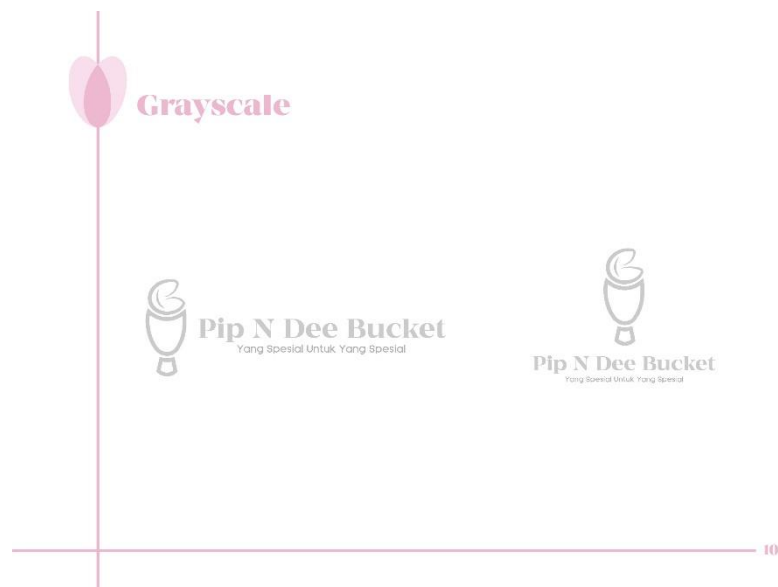 Grayscale
Pip N Dee Bucket
Yang Spesial Untuk Yang Spesial
Pip N Dee Bucket
Yang Spesial Untuk Yang Spesial
10